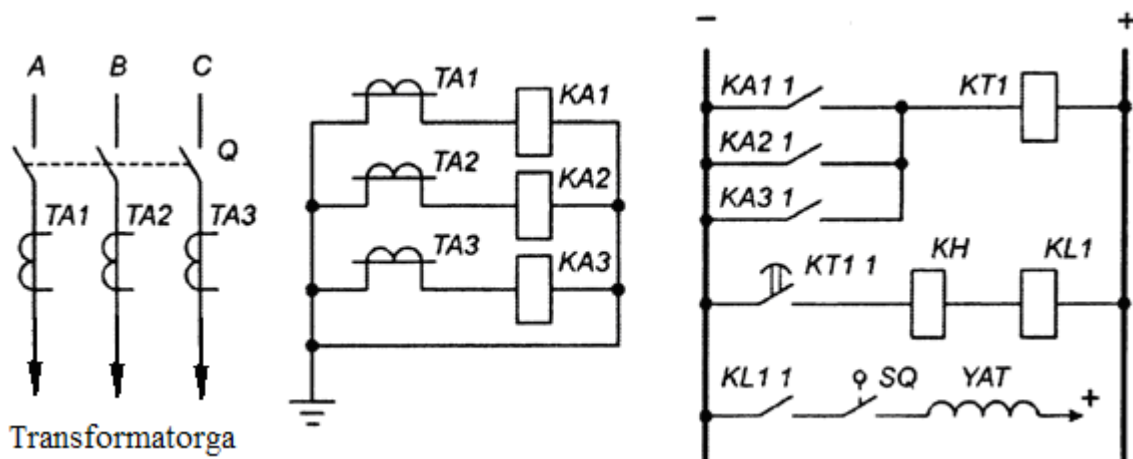 A B C
Q
TA1 TA2 TA3
Transformatorga
TA1 KA1
TA2 KA2
TA3 KA3
− +
KA1 1 KT1
KA2 1
KA3 1
KT1 1 KH KL1
KL1 1 SQ YAT +